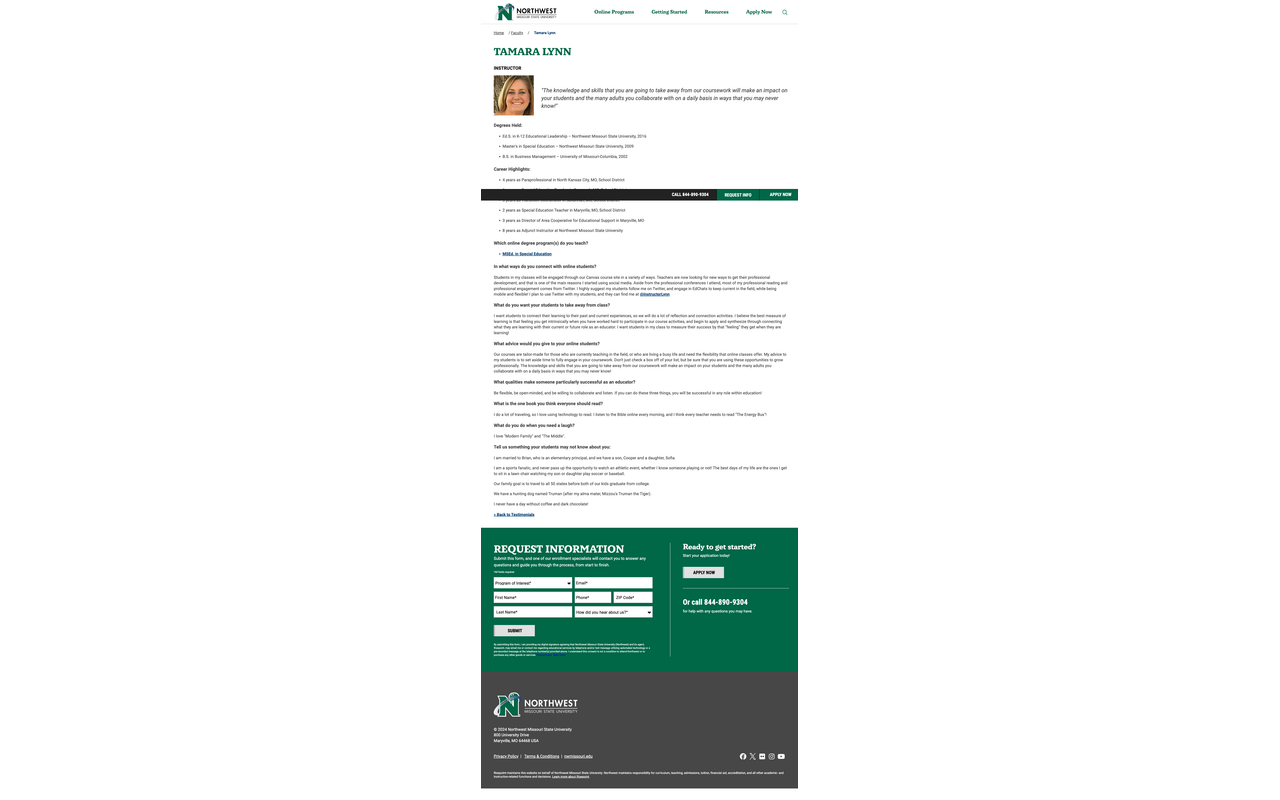 NORTHWEST
MISSOURI STATE UNIVERSITY
Online Programs
Getting Started
Resources
Apply Now
Home / Faculty / Tamara Lynn
TAMARA LYNN
INSTRUCTOR
"The knowledge and skills that you are going to take away from our coursework will make an impact on
your students and the many adults you collaborate with on a daily basis in ways that you may never
know!"
Degrees Held:
Ed.S. in K-12 Educational Leadership – Northwest Missouri State University, 2016
Master's in Special Education – Northwest Missouri State University, 2009
B.S. in Business Management – University of Missouri-Columbia, 2002
Career Highlights:
4 years as Paraprofessional in North Kansas City, MO, School District
CALL 844-890-9304
REQUEST INFO
APPLY NOW
2 years as Special Education Teacher in Maryville, MO, School District
3 years as Director of Area Cooperative for Educational Support in Maryville, MO
8 years as Adjunct Instructor at Northwest Missouri State University
Which online degree program(s) do you teach?
MSEd. in Special Education
In what ways do you connect with online students?
Students in my classes will be engaged through our Canvas course site in a variety of ways. Teachers are now looking for new ways to get their professional
development, and that is one of the main reasons I started using social media. Aside from the professional conferences I attend, most of my professional reading and
professional engagement comes from Twitter. I highly suggest my students follow me on Twitter, and engage in EdChats to keep current in the field, while being
mobile and flexible! I plan to use Twitter with my students, and they can find me at @InstructorLynn
What do you want your students to take away from class?
I want students to connect their learning to their past and current experiences, so we will do a lot of reflection and connection activities. I believe the best measure of
learning is that feeling you get intrinsically when you have worked hard to participate in our course activities, and begin to apply and synthesize through connecting
what they are learning with their current or future role as an educator. I want students in my class to measure their success by that "feeling" they get when they are
learning!
What advice would you give to your online students?
Our courses are tailor-made for those who are currently teaching in the field, or who are living a busy life and need the flexibility that online classes offer. My advice to
my students is to set aside time to fully engage in your coursework. Don't just check a box off of your list, but be sure that you are using these opportunities to grow
professionally. The knowledge and skills that you are going to take away from our coursework will make an impact on your students and the many adults you
collaborate with on a daily basis in ways that you may never know!
What qualities make someone particularly successful as an educator?
Be flexible, be open-minded, and be willing to collaborate and listen. If you can do these three things, you will be successful in any role within education!
What is the one book you think everyone should read?
I do a lot of traveling, so I love using technology to read. I listen to the Bible online every morning, and I think every teacher needs to read "The Energy Bus"!
What do you do when you need a laugh?
I love "Modern Family" and "The Middle".
Tell us something your students may not know about you:
I am married to Brian, who is an elementary principal, and we have a son, Cooper and a daughter, Sofia.
I am a sports fanatic, and never pass up the opportunity to watch an athletic event, whether I know someone playing or not! The best days of my life are the ones I get
to sit in a lawn chair watching my son or daughter play soccer or baseball.
Our family goal is to travel to all 50 states before both of our kids graduate from college.
We have a hunting dog named Truman (after my alma mater, Mizzou's Truman the Tiger).
I never have a day without coffee and dark chocolate!
‹ Back to Testimonials
REQUEST INFORMATION
Submit this form, and one of our enrollment specialists will contact you to answer any
questions and guide you through the process, from start to finish.
Program of Interest*
Email*
First Name*
Phone*
ZIP Code*
Last Name*
How did you hear about us?*
SUBMIT
Ready to get started?
Start your application today!
APPLY NOW
Or call 844-890-9304
for help with any questions you may have.
NORTHWEST
MISSOURI STATE UNIVERSITY
© 2024 Northwest Missouri State University
800 University Drive
Maryville, MO 64468 USA
Privacy Policy | Terms & Conditions | nwmissouri.edu
Risepoint maintains this website on behalf of Northwest Missouri State University. Northwest maintains responsibility for curriculum, teaching, admissions, tuition, financial aid, accreditation, and all other academic- and
instruction-related functions and decisions. Learn more about Risepoint.